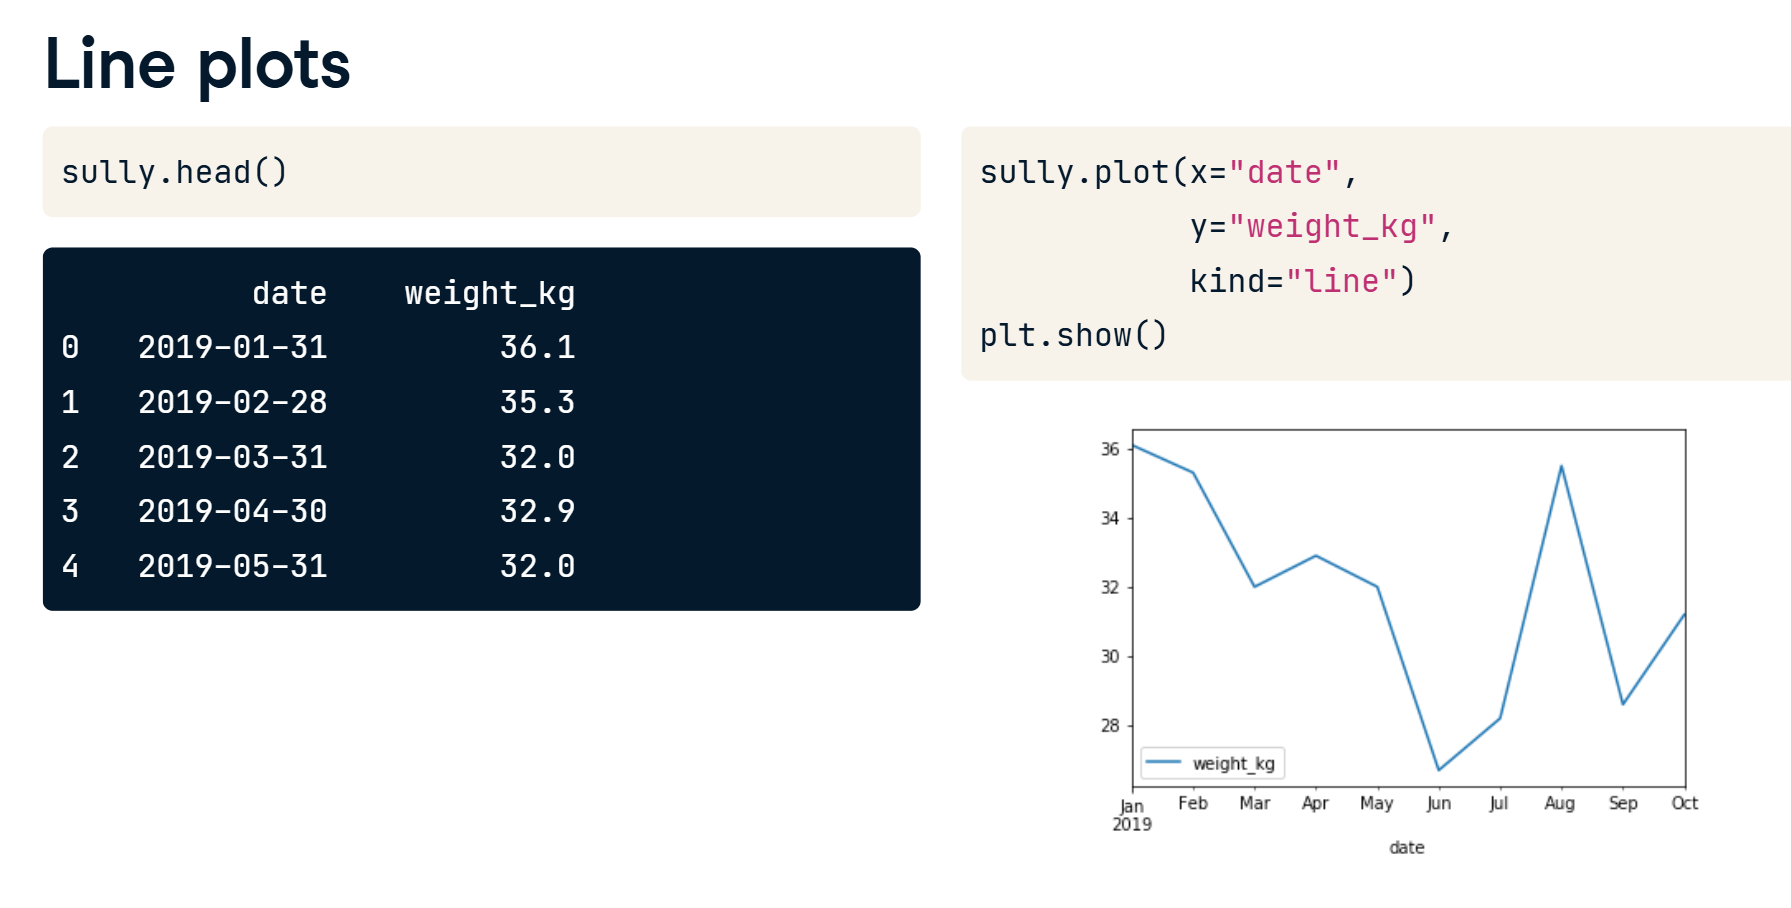 Line plots
sully.head()
         date    weight_kg
0   2019-01-31         36.1
1   2019-02-28         35.3
2   2019-03-31         32.0
3   2019-04-30         32.9
4   2019-05-31         32.0
sully.plot(x="date",
           y="weight_kg",
           kind="line")
plt.show()
36
34
32
30
28
weight_kg
Jan Feb Mar Apr May Jun Jul Aug Sep Oct
2019
date